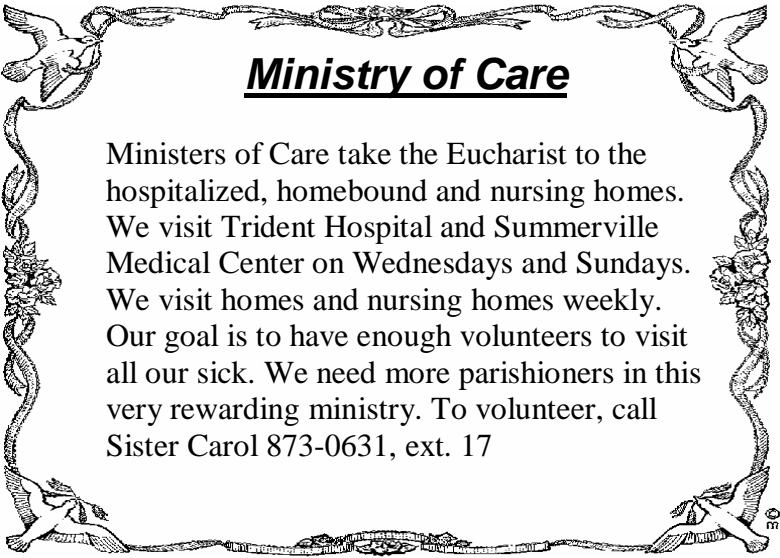 Ministry of Care
Ministers of Care take the Eucharist to the
hospitalized, homebound and nursing homes.
We visit Trident Hospital and Summerville
Medical Center on Wednesdays and Sundays.
We visit homes and nursing homes weekly.
Our goal is to have enough volunteers to visit
all our sick. We need more parishioners in this
very rewarding ministry. To volunteer, call
Sister Carol 873-0631, ext. 17